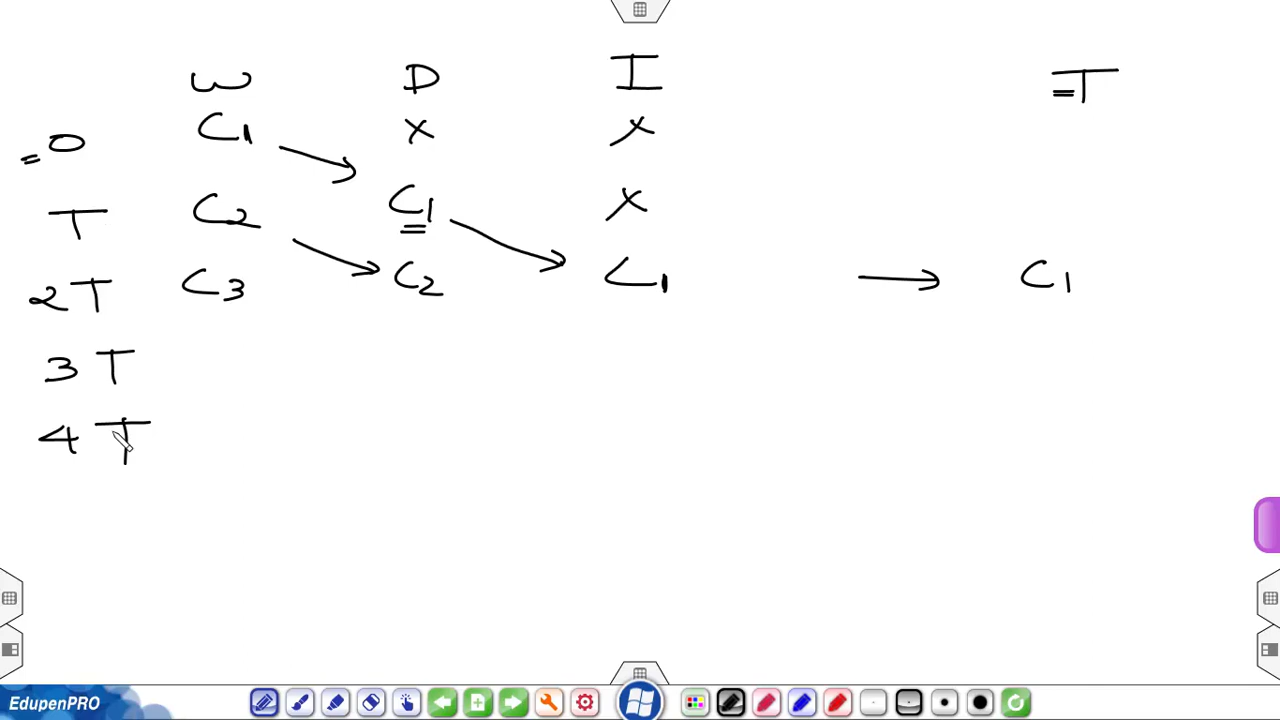 W D I T
0 C1 X X
T C2 C1 X
2T C3 C2 C1 → C1
3T
4T
EdupenPRO